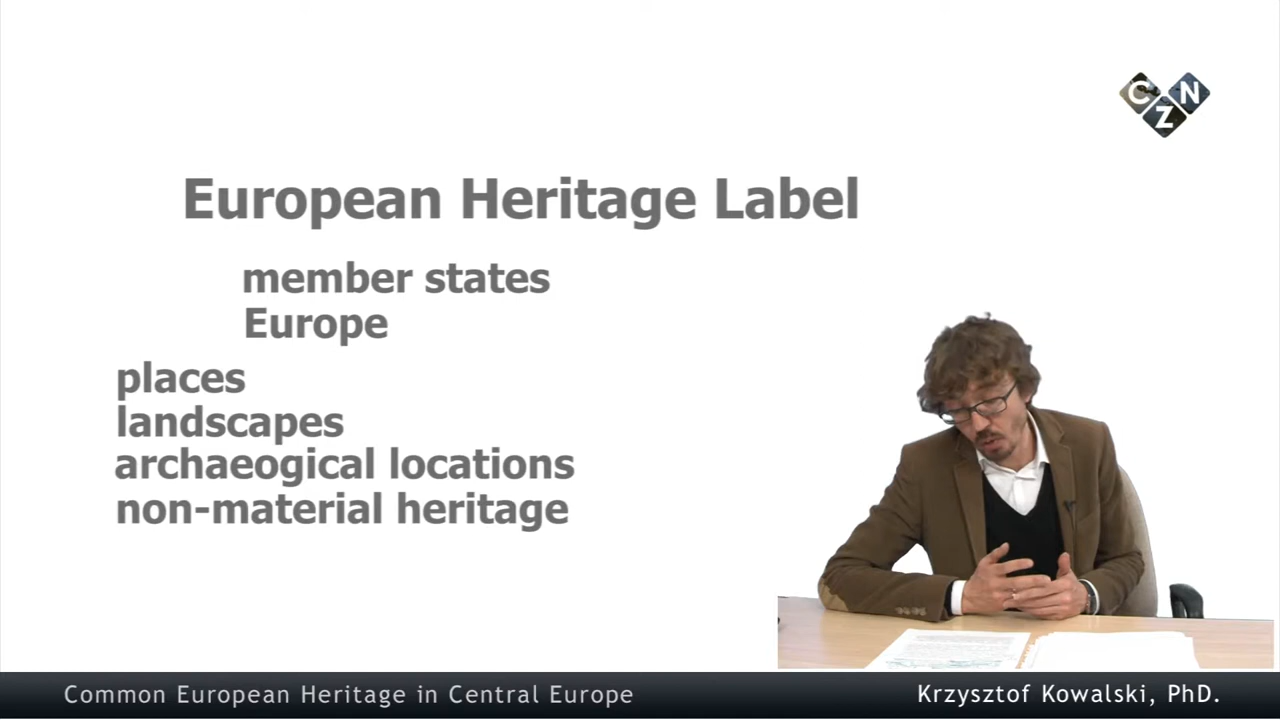 C N
Z
European Heritage Label
member states
Europe
places
landscapes
archaeogical locations
non-material heritage
Common European Heritage in Central Europe
Krzysztof Kowalski, PhD.